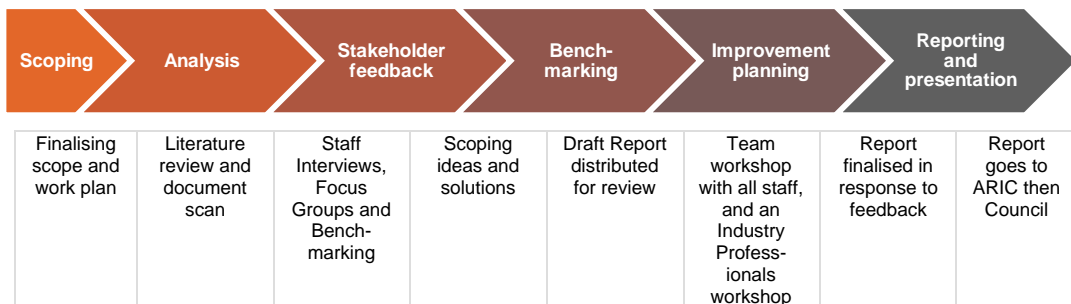 Scoping
Analysis
Stakeholder
feedback
Bench-
marking
Improvement
planning
Reporting
and
presentation
Finalising
scope and
work plan
Literature
review and
document
scan
Staff
Interviews,
Focus
Groups and
Bench-
marking
Scoping
ideas and
solutions
Draft Report
distributed
for review
Team
workshop
with all staff,
and an
Industry
Profess-
ionals
workshop
Report
finalised in
response to
feedback
Report
goes to
ARIC then
Council